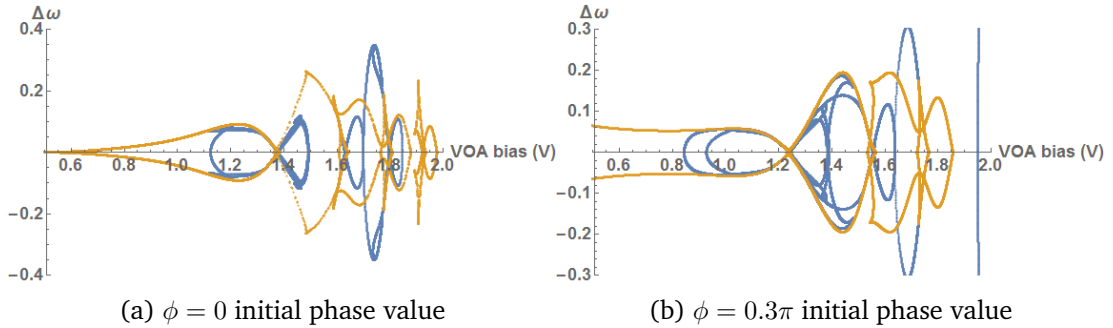 Δω
0.4
0.2
0.6 0.8 1.0 1.2 1.4 1.6 1.8 2.0 VOA bias (V)
−0.2
−0.4
(a) ϕ = 0 initial phase value
Δω
0.3
0.2
0.1
0.6 0.8 1.0 1.2 1.4 1.6 1.8 2.0 VOA bias (V)
−0.1
−0.2
−0.3
(b) ϕ = 0.3π initial phase value